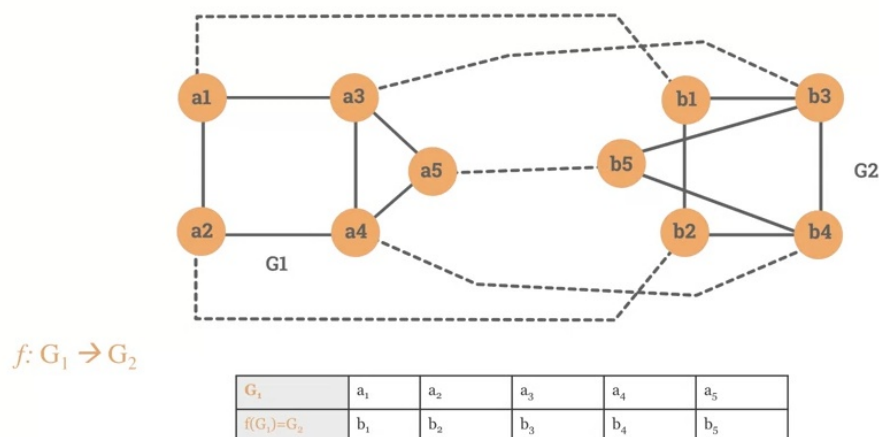 a1 a3 b1 b3
a5 b5 G2
a2 a4 b2 b4
G1
f: G₁ → G₂
G₁ a₁ a₂ a₃ a₄ a₅
f(G₁)=G₂ b₁ b₂ b₃ b₄ b₅